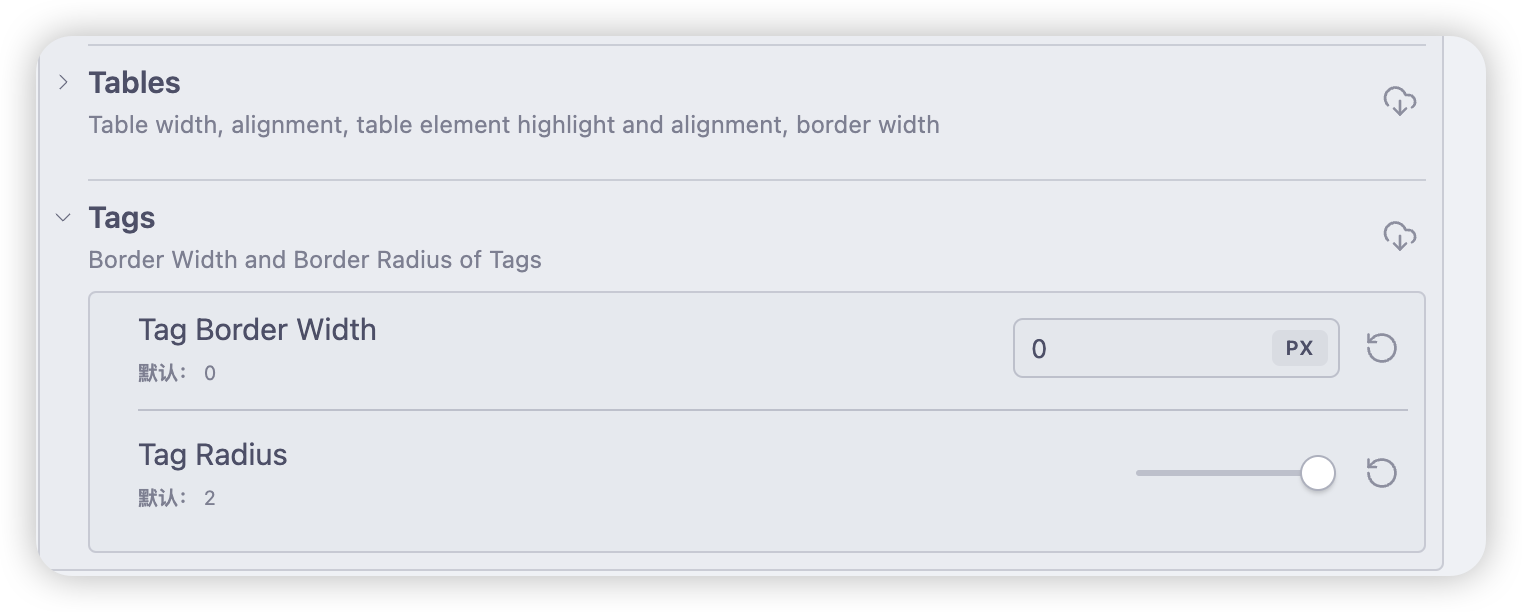 Tables
Table width, alignment, table element highlight and alignment, border width
Tags
Border Width and Border Radius of Tags
Tag Border Width
默认： 0
0 PX
Tag Radius
默认： 2